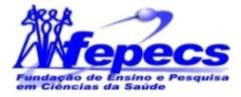 fepecs
Fundação de Ensino e Pesquisa
em Ciências da Saúde